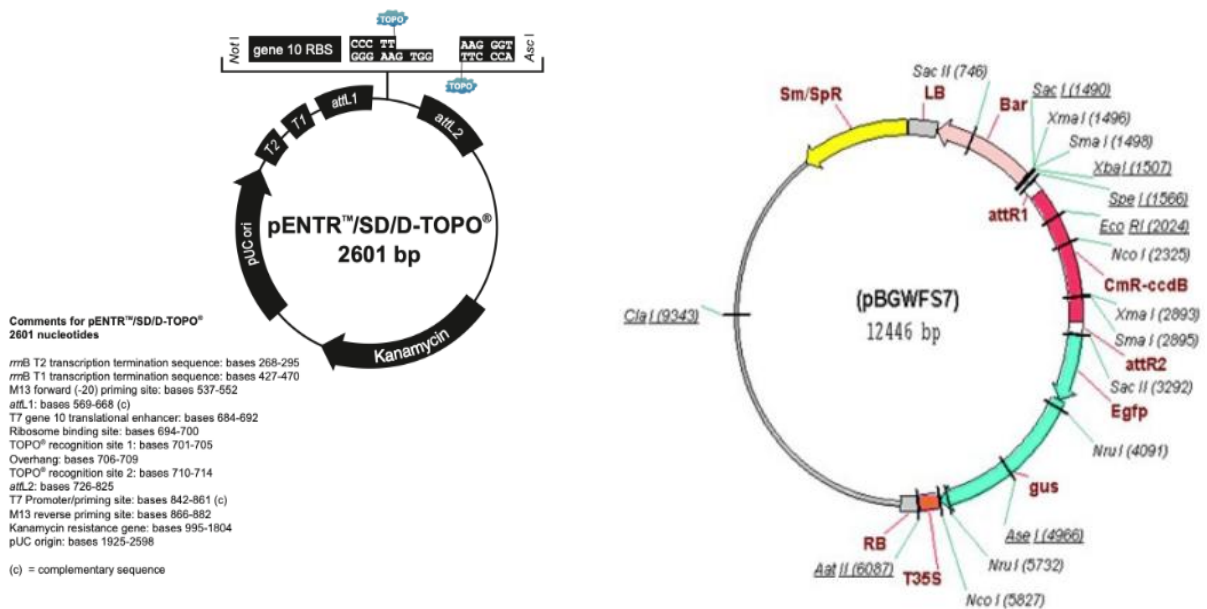 TOPO
Not I
gene 10 RBS
CCC TT
GGG AAG TGG
AAG GGT
TTC CCA
Asc I
TOPO
attL1
attL2
T1
T2
pUC ori
pENTR™/SD/D-TOPO®
2601 bp
Kanamycin
Comments for pENTR™/SD/D-TOPO®
2601 nucleotides
rrnB T2 transcription termination sequence: bases 268-295
rrnB T1 transcription termination sequence: bases 427-470
M13 forward (-20) priming site: bases 537-552
attL1: bases 569-668 (c)
T7 gene 10 translational enhancer: bases 684-692
Ribosome binding site: bases 694-700
TOPO® recognition site 1: bases 701-705
Overhang: bases 706-709
TOPO® recognition site 2: bases 710-714
attL2: bases 726-825
T7 Promoter/priming site: bases 842-861 (c)
M13 reverse priming site: bases 866-882
Kanamycin resistance gene: bases 995-1804
pUC origin: bases 1925-2598
(c) = complementary sequence
Sm/SpR
LB
Sac II (746)
Bar
Sac I (1490)
Xma I (1496)
Sma I (1498)
Xba I (1507)
Spe I (1566)
attR1
Eco RI (2024)
Nco I (2325)
CmR-ccdB
(pBGWFS7)
12446 bp
Cla I (9343)
Xma I (2893)
Sma I (2895)
attR2
Sac II (3292)
Egfp
Nru I (4091)
gus
Ase I (4966)
RB
Nru I (5732)
Aat II (6087)
T35S
Nco I (5827)